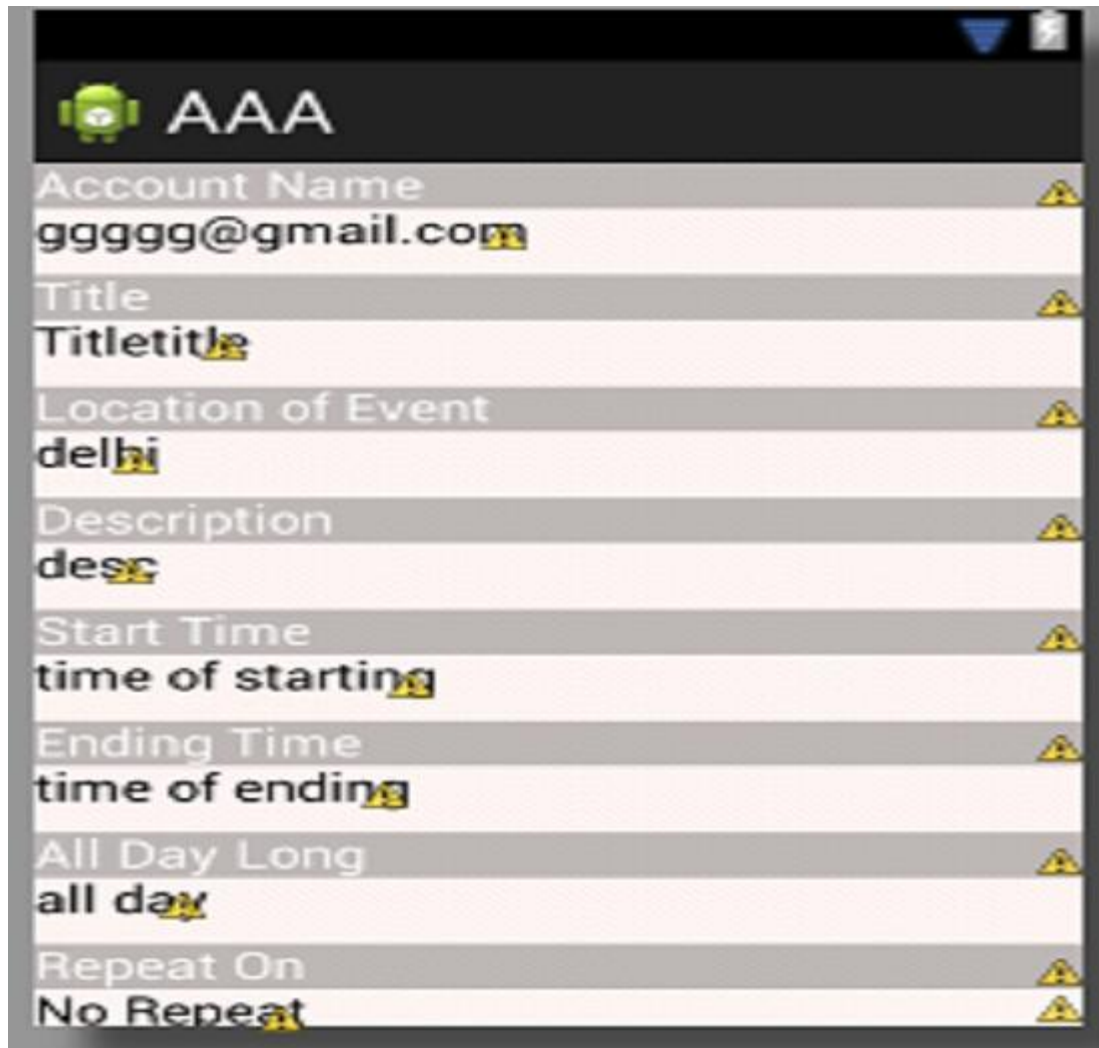 AAA
Account Name
ggggg@gmail.com
Title
Titletitle
Location of Event
delhi
Description
desc
Start Time
time of starting
Ending Time
time of ending
All Day Long
all day
Repeat On
No Repeat